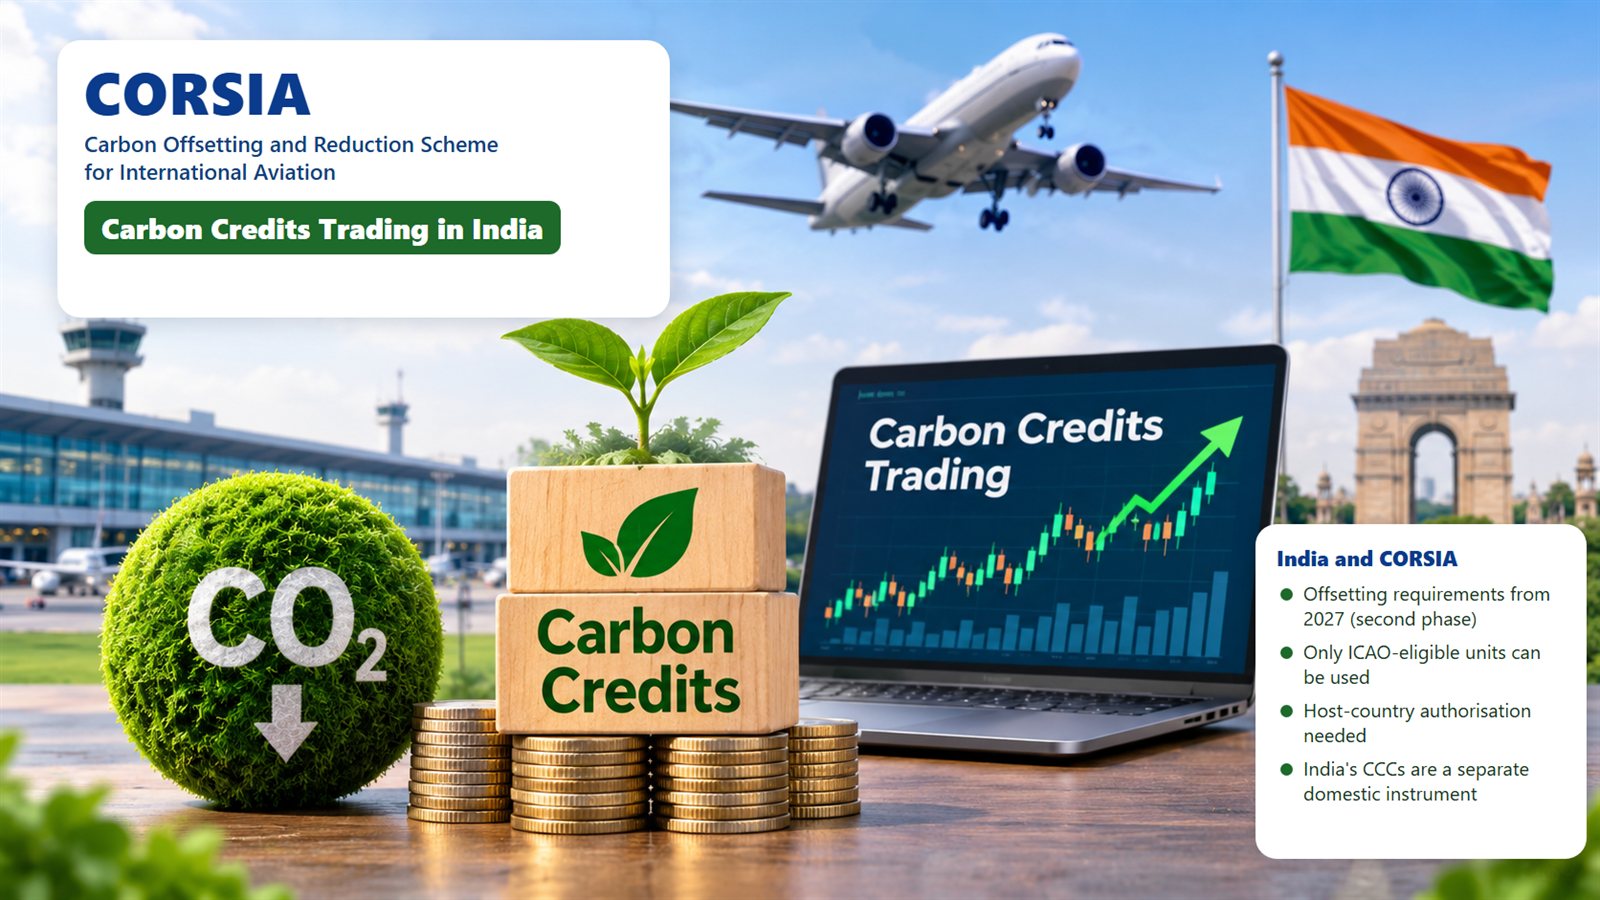 CORSIA
Carbon Offsetting and Reduction Scheme
for International Aviation
Carbon Credits Trading in India
Carbon Credits
Trading
CO2
Carbon
Credits
India and CORSIA
Offsetting requirements from
2027 (second phase)
Only ICAO-eligible units can
be used
Host-country authorisation
needed
India's CCCs are a separate
domestic instrument